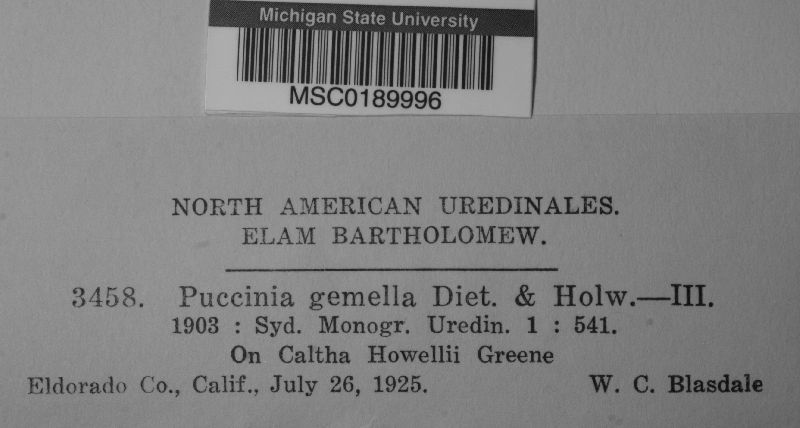 Michigan State University
MSC0189996
NORTH AMERICAN UREDINALES.
ELAM BARTHOLOMEW.
3458. Puccinia gemella Diet. & Holw.—III.
1903 : Syd. Monogr. Uredin. 1 : 541.
On Caltha Howellii Greene
Eldorado Co., Calif., July 26, 1925. W. C. Blasdale